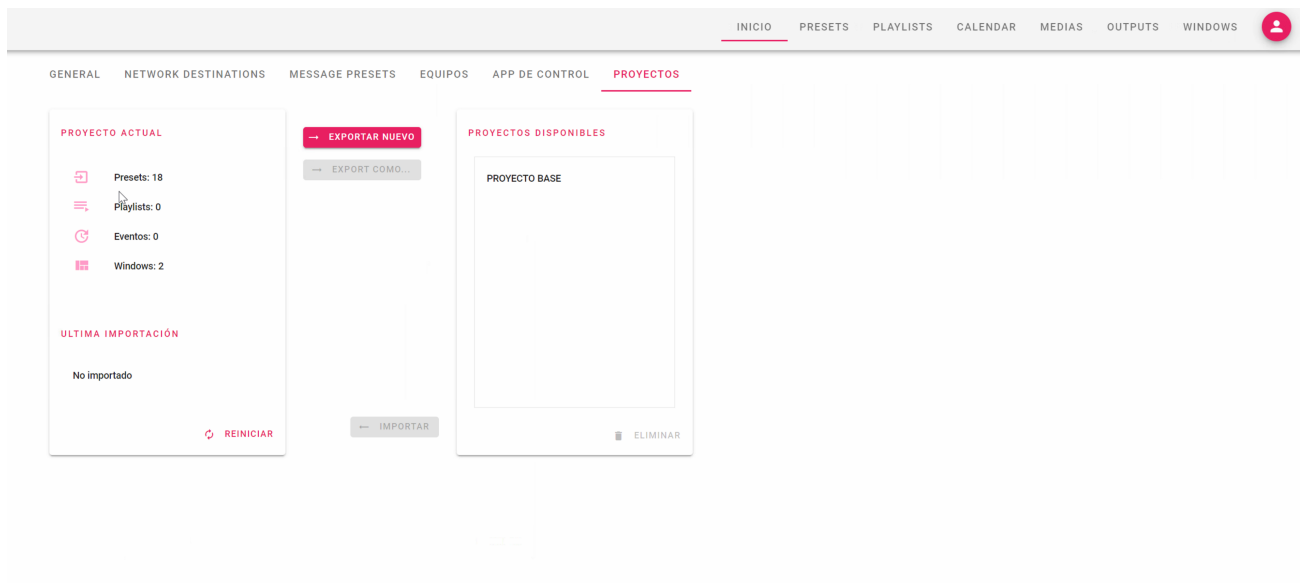 INICIO PRESETS PLAYLISTS CALENDAR MEDIAS OUTPUTS WINDOWS
GENERAL NETWORK DESTINATIONS MESSAGE PRESETS EQUIPOS APP DE CONTROL PROYECTOS
PROYECTO ACTUAL
Presets: 18
Playlists: 0
Eventos: 0
Windows: 2
ULTIMA IMPORTACIÓN
No importado
REINICIAR
→ EXPORTAR NUEVO
→ EXPORT COMO...
← IMPORTAR
PROYECTOS DISPONIBLES
PROYECTO BASE
ELIMINAR